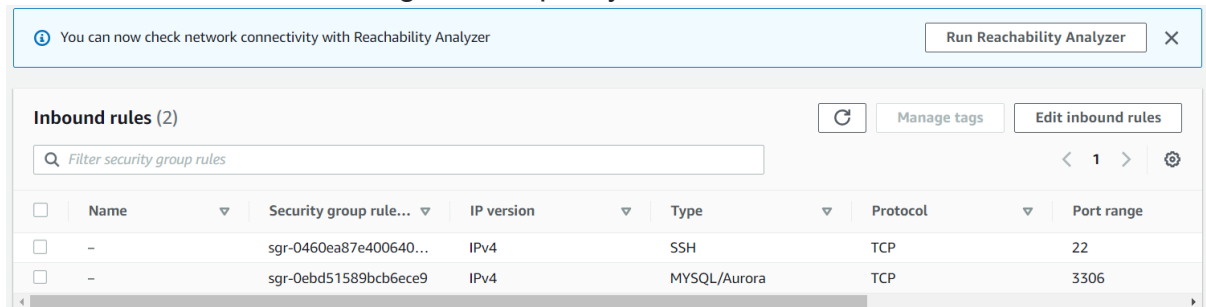 You can now check network connectivity with Reachability Analyzer Run Reachability Analyzer
Inbound rules (2) Manage tags Edit inbound rules
Filter security group rules
1
Name Security group rule... IP version Type Protocol Port range
– sgr-0460ea87e400640... IPv4 SSH TCP 22
– sgr-0ebd51589bcb6ece9 IPv4 MYSQL/Aurora TCP 3306